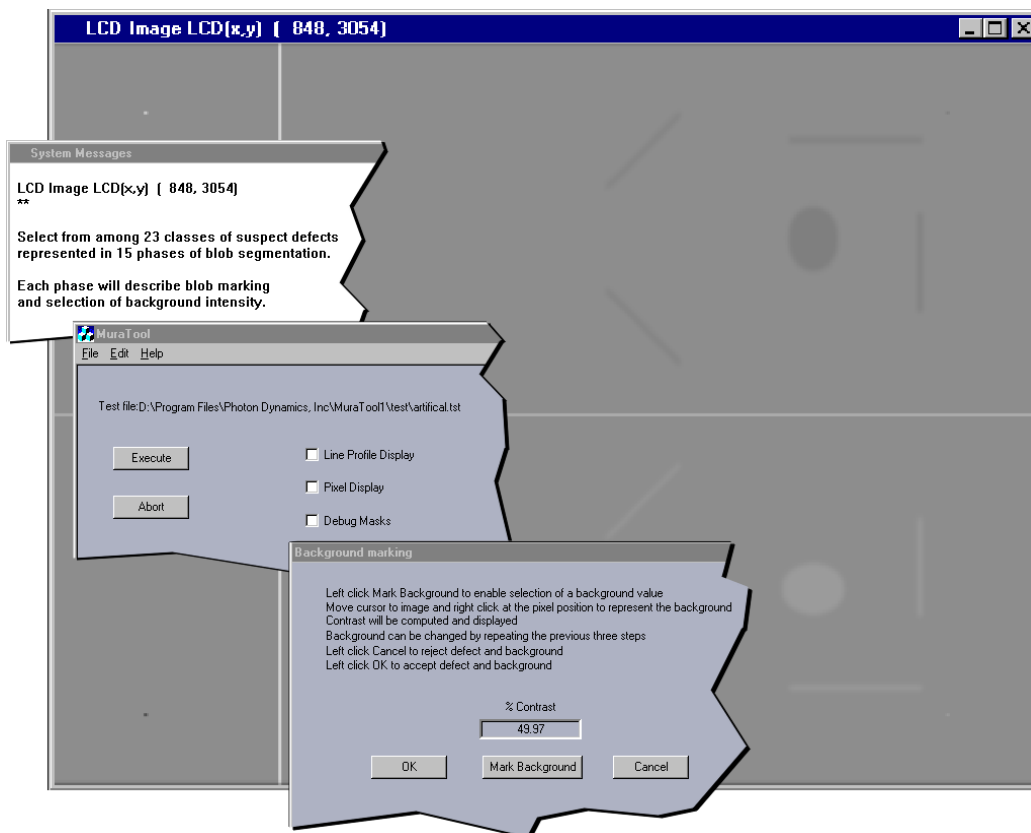 LCD Image LCD(x,y) ( 848, 3054)
System Messages
LCD Image LCD(x,y) ( 848, 3054)
**
Select from among 23 classes of suspect defects
represented in 15 phases of blob segmentation.
Each phase will describe blob marking
and selection of background intensity.
MuraTool
File Edit Help
Test file:D:\Program Files\Photon Dynamics, Inc\MuraTool1\test\artifical.tst
Execute
Line Profile Display
Pixel Display
Abort
Debug Masks
Background marking
Left click Mark Background to enable selection of a background value
Move cursor to image and right click at the pixel position to represent the background
Contrast will be computed and displayed
Background can be changed by repeating the previous three steps
Left click Cancel to reject defect and background
Left click OK to accept defect and background
% Contrast
49.97
OK Mark Background Cancel